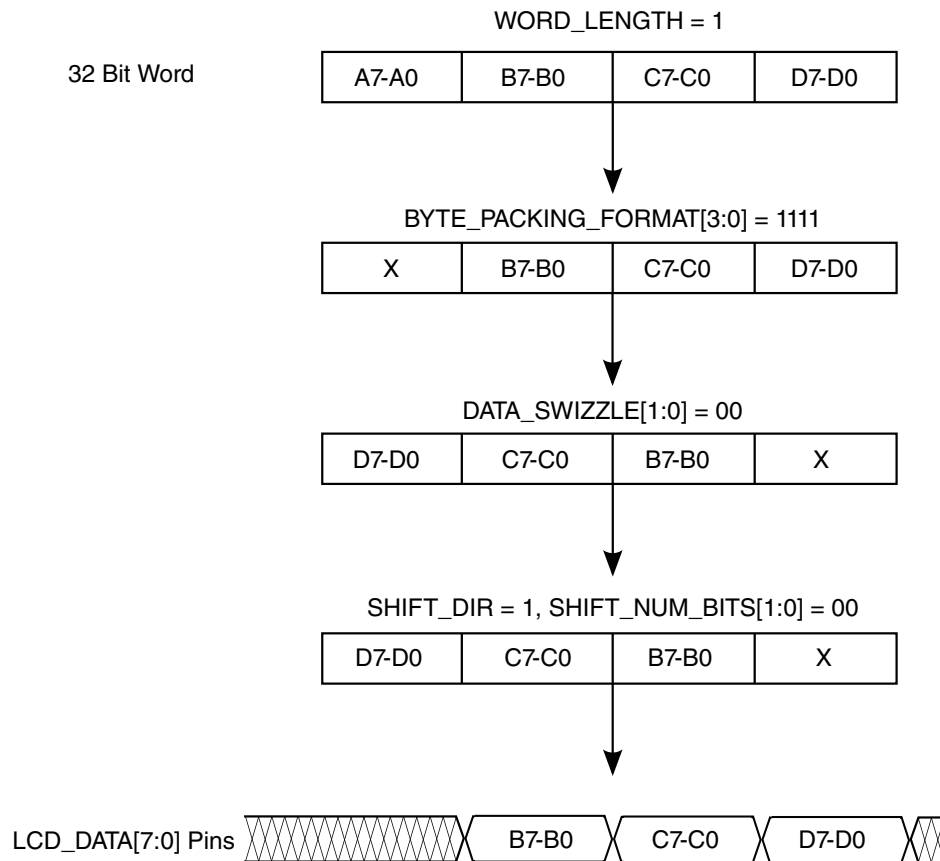 WORD_LENGTH = 1
32 Bit Word
A7-A0 B7-B0 C7-C0 D7-D0
BYTE_PACKING_FORMAT[3:0] = 1111
X B7-B0 C7-C0 D7-D0
DATA_SWIZZLE[1:0] = 00
D7-D0 C7-C0 B7-B0 X
SHIFT_DIR = 1, SHIFT_NUM_BITS[1:0] = 00
D7-D0 C7-C0 B7-B0 X
LCD_DATA[7:0] Pins B7-B0 C7-C0 D7-D0